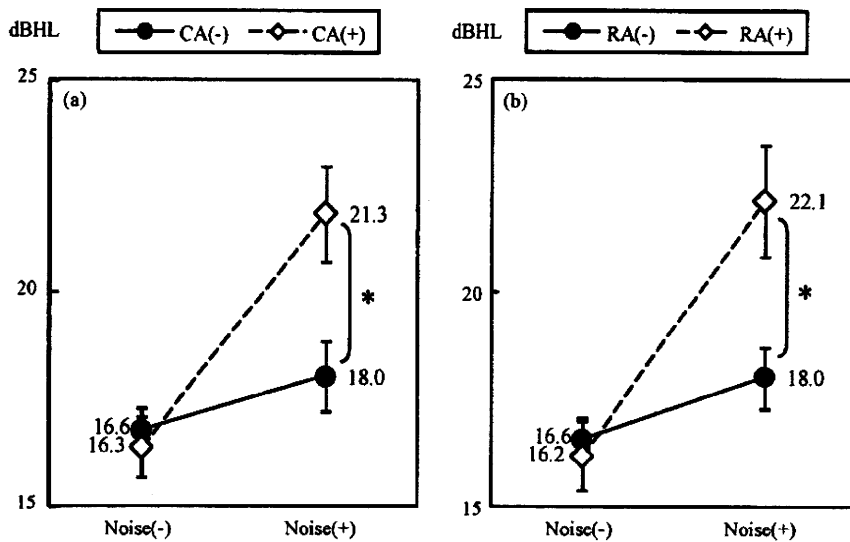 dBHL CA(-) CA(+)
25
(a)
21.3
20
*
18.0
16.6
16.3
15
Noise(-) Noise(+)
dBHL RA(-) RA(+)
25
(b)
22.1
20
*
18.0
16.6
16.2
15
Noise(-) Noise(+)